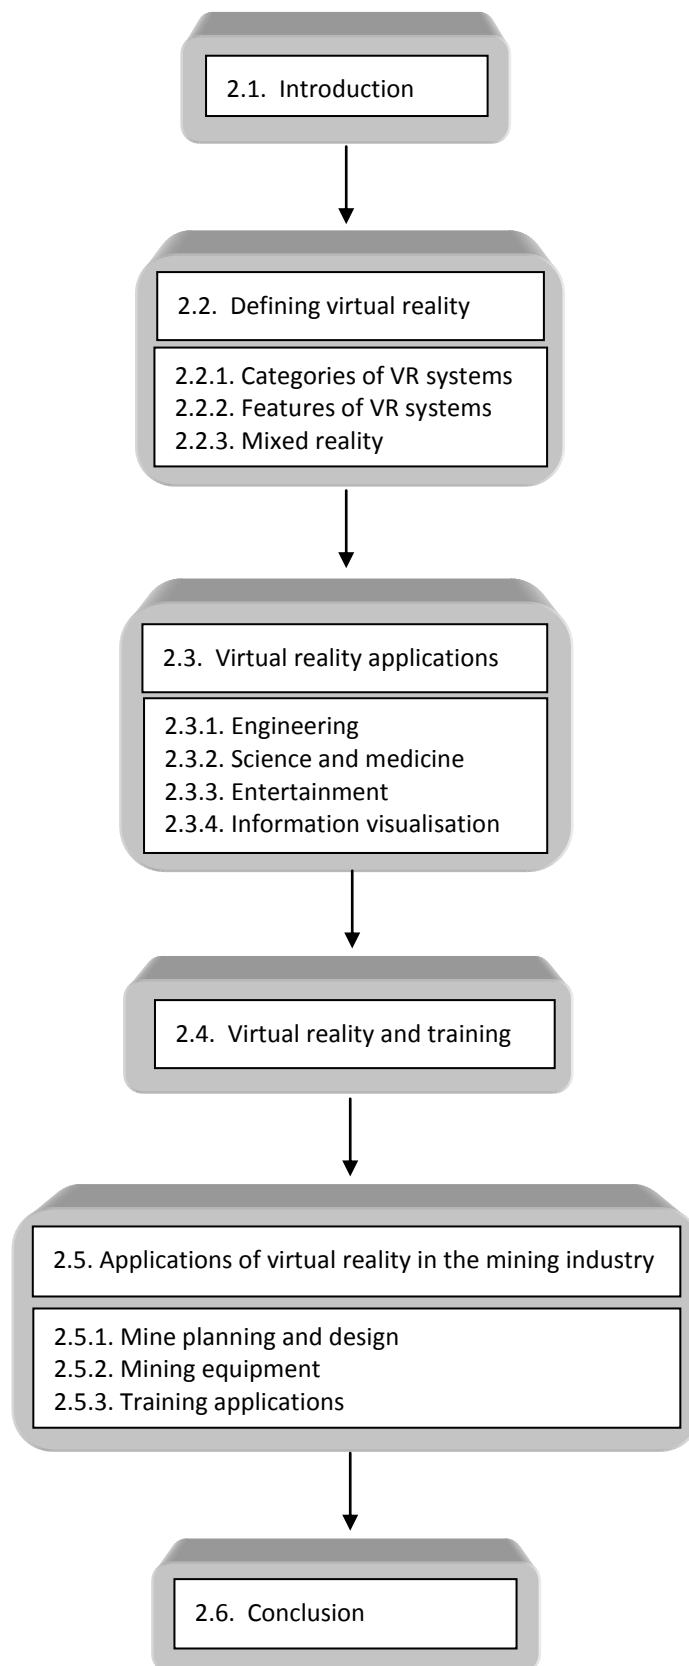 2.1. Introduction
2.2. Defining virtual reality
2.2.1. Categories of VR systems
2.2.2. Features of VR systems
2.2.3. Mixed reality
2.3. Virtual reality applications
2.3.1. Engineering
2.3.2. Science and medicine
2.3.3. Entertainment
2.3.4. Information visualisation
2.4. Virtual reality and training
2.5. Applications of virtual reality in the mining industry
2.5.1. Mine planning and design
2.5.2. Mining equipment
2.5.3. Training applications
2.6. Conclusion